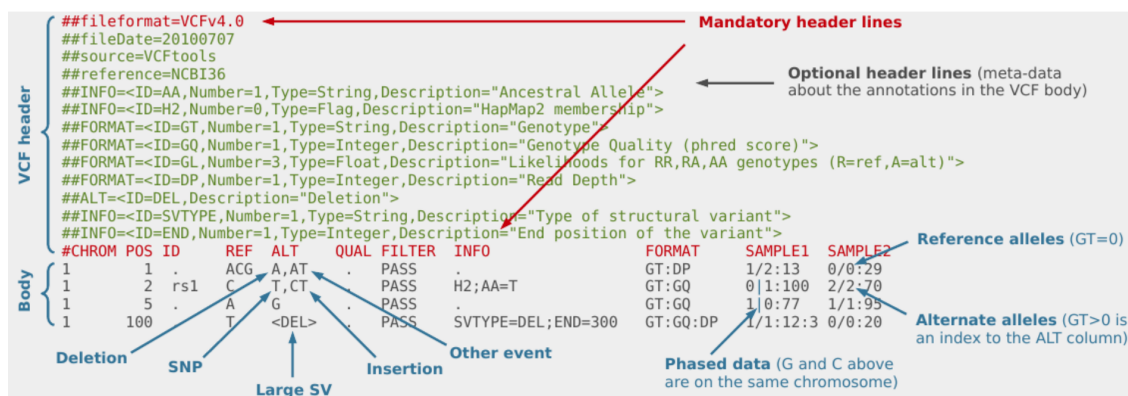 ##fileformat=VCFv4.0
Mandatory header lines
##fileDate=20100707
##source=VCFtools
##reference=NCBI36
Optional header lines (meta-data
about the annotations in the VCF body)
##INFO=<ID=AA,Number=1,Type=String,Description="Ancestral Allele">
##INFO=<ID=H2,Number=0,Type=Flag,Description="HapMap2 membership">
##FORMAT=<ID=GT,Number=1,Type=String,Description="Genotype">
##FORMAT=<ID=GQ,Number=1,Type=Integer,Description="Genotype Quality (phred score)">
##FORMAT=<ID=GL,Number=3,Type=Float,Description="Likelihoods for RR,RA,AA genotypes (R=ref,A=alt)">
##FORMAT=<ID=DP,Number=1,Type=Integer,Description="Read Depth">
##ALT=<ID=DEL,Description="Deletion">
##INFO=<ID=SVTYPE,Number=1,Type=String,Description="Type of structural variant">
##INFO=<ID=END,Number=1,Type=Integer,Description="End position of the variant">
VCF header
#CHROM POS ID REF ALT QUAL FILTER INFO FORMAT SAMPLE1 SAMPLE2
1 1 . ACG A,AT . PASS . GT:DP 1/2:13 0/0:29
1 2 rs1 C T,CT . PASS H2;AA=T GT:GQ 0|1:100 2/2:70
1 5 . A G . PASS . GT:GQ 1|0:77 1/1:95
1 100 T <DEL> . PASS SVTYPE=DEL;END=300 GT:GQ:DP 1/1:12:3 0/0:20
Body
Reference alleles (GT=0)
Alternate alleles (GT>0 is
an index to the ALT column)
Deletion
SNP
Large SV
Insertion
Other event
Phased data (G and C above
are on the same chromosome)